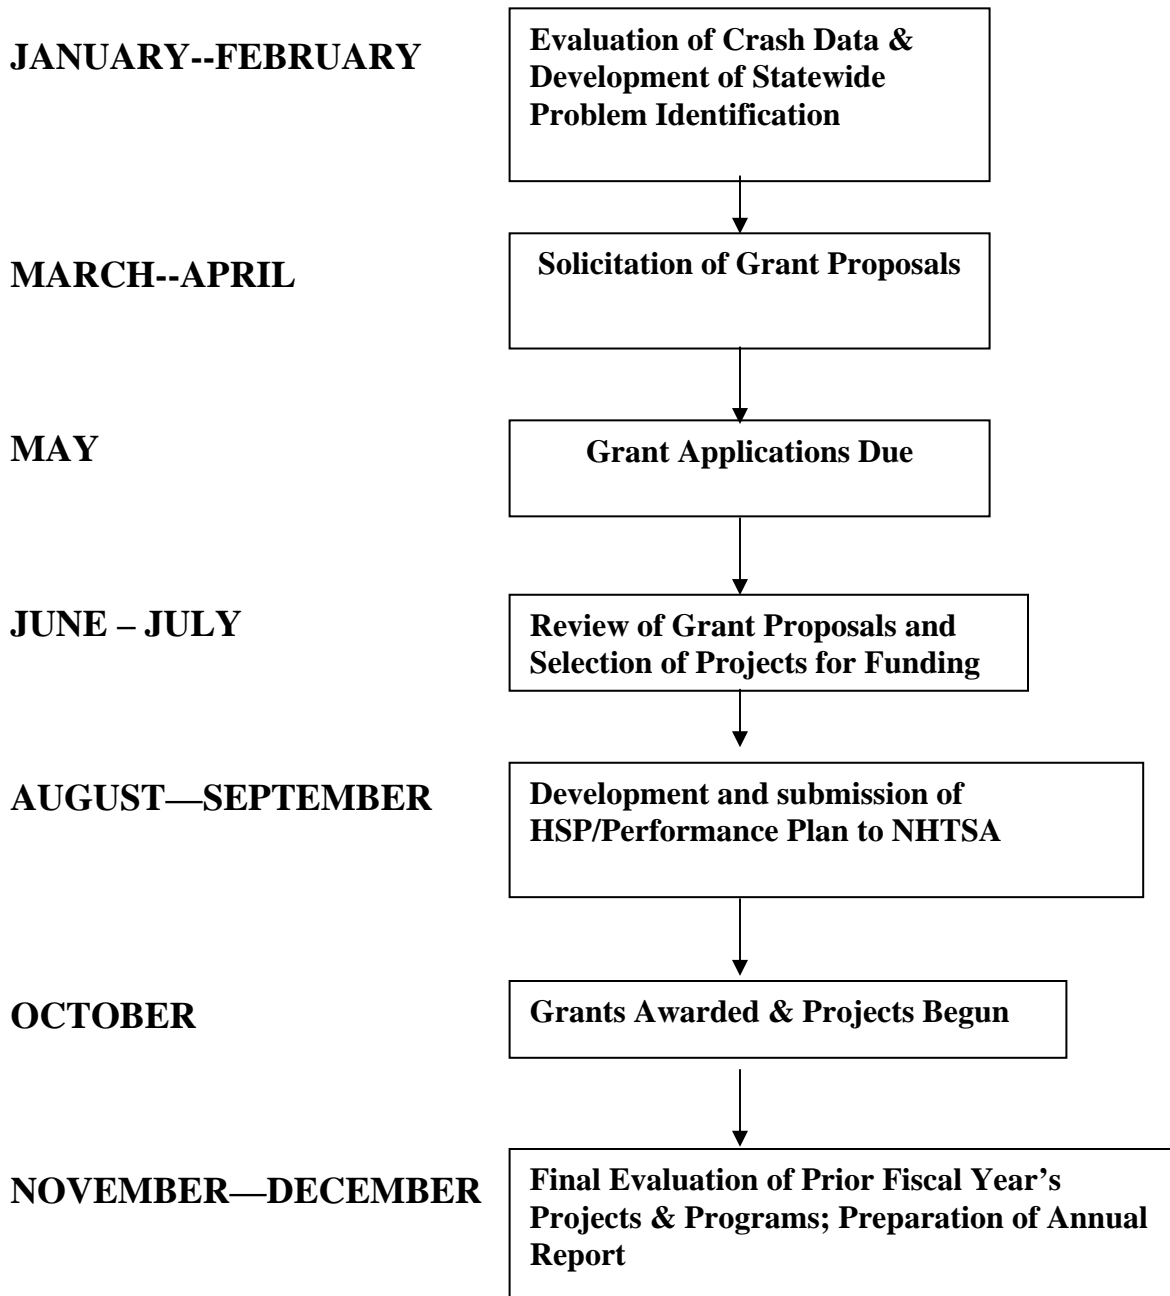 JANUARY--FEBRUARY
Evaluation of Crash Data &
Development of Statewide
Problem Identification
MARCH--APRIL
Solicitation of Grant Proposals
MAY
Grant Applications Due
JUNE – JULY
Review of Grant Proposals and
Selection of Projects for Funding
AUGUST—SEPTEMBER
Development and submission of
HSP/Performance Plan to NHTSA
OCTOBER
Grants Awarded & Projects Begun
NOVEMBER—DECEMBER
Final Evaluation of Prior Fiscal Year's
Projects & Programs; Preparation of Annual
Report